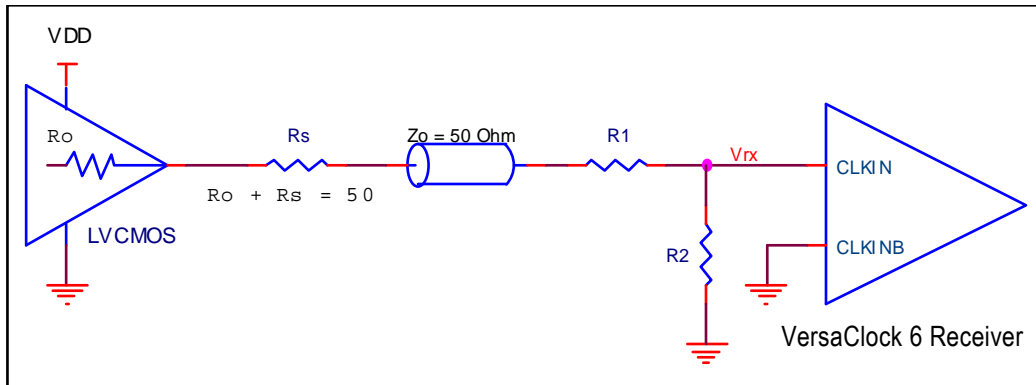 VDD
Ro
Rs
Zo = 50 Ohm
R1
Vrx
CLKIN
Ro + Rs = 50
LVCMOS
R2
CLKINB
VersaClock 6 Receiver